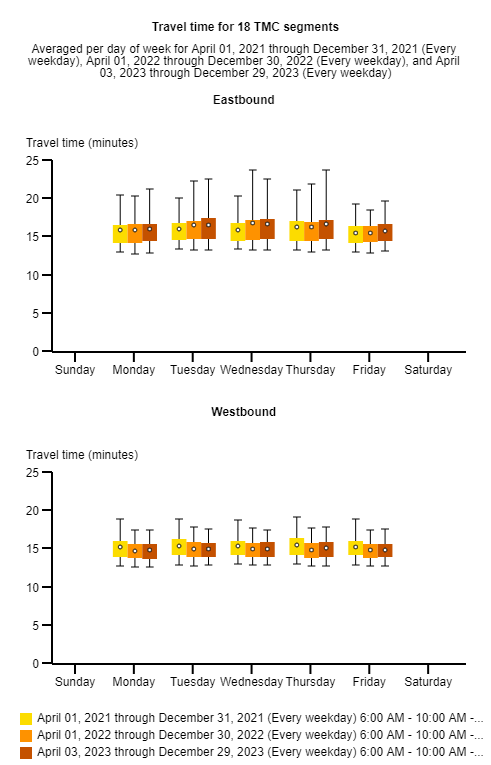 Travel time for 18 TMC segments
Averaged per day of week for April 01, 2021 through December 31, 2021 (Every
weekday), April 01, 2022 through December 30, 2022 (Every weekday), and April
03, 2023 through December 29, 2023 (Every weekday)
Eastbound
Travel time (minutes)
25
20
15
10
5
0
Sunday Monday Tuesday Wednesday Thursday Friday Saturday
Westbound
Travel time (minutes)
25
20
15
10
5
0
Sunday Monday Tuesday Wednesday Thursday Friday Saturday
April 01, 2021 through December 31, 2021 (Every weekday) 6:00 AM - 10:00 AM -...
April 01, 2022 through December 30, 2022 (Every weekday) 6:00 AM - 10:00 AM -...
April 03, 2023 through December 29, 2023 (Every weekday) 6:00 AM - 10:00 AM -...